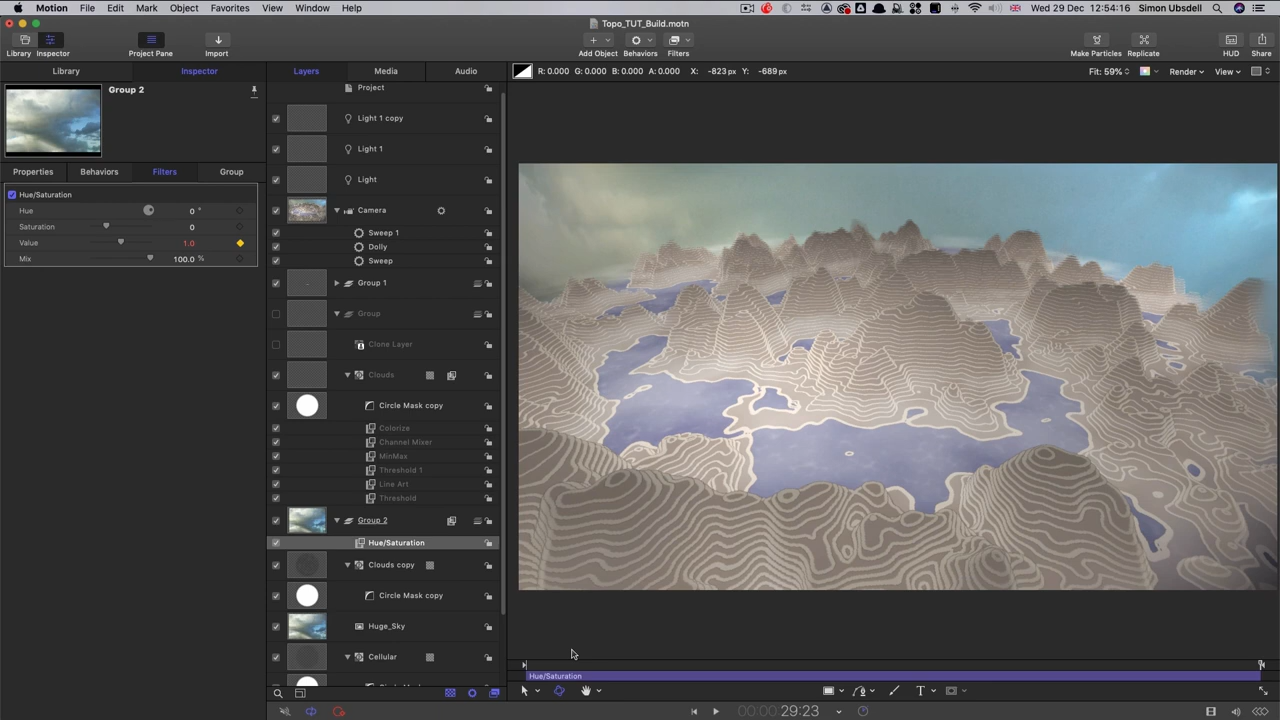 Motion File Edit Mark Object Favorites View Window Help Wed 29 Dec 12:54:16 Simon Ubsdell
Topo_TUT_Build.motn
Library Inspector Project Pane Import Add Object Behaviors Filters Make Particles Replicate HUD Share
Library Inspector Layers Media Audio R: 0.000 G: 0.000 B: 0.000 A: 0.000 X: -823 px Y: -689 px Fit: 59% Render View
Group 2
Properties Behaviors Filters Group
Hue/Saturation
Hue 0 °
Saturation 0
Value 1.0
Mix 100.0 %
Project
Light 1 copy
Light 1
Light
Camera
Sweep 1
Dolly
Sweep
Group 1
Group
Clone Layer
Clouds
Circle Mask copy
Colorize
Channel Mixer
MinMax
Threshold 1
Line Art
Threshold
Group 2
Hue/Saturation
Clouds copy
Circle Mask copy
Huge_Sky
Cellular
Hue/Saturation
T
00:00:29:23